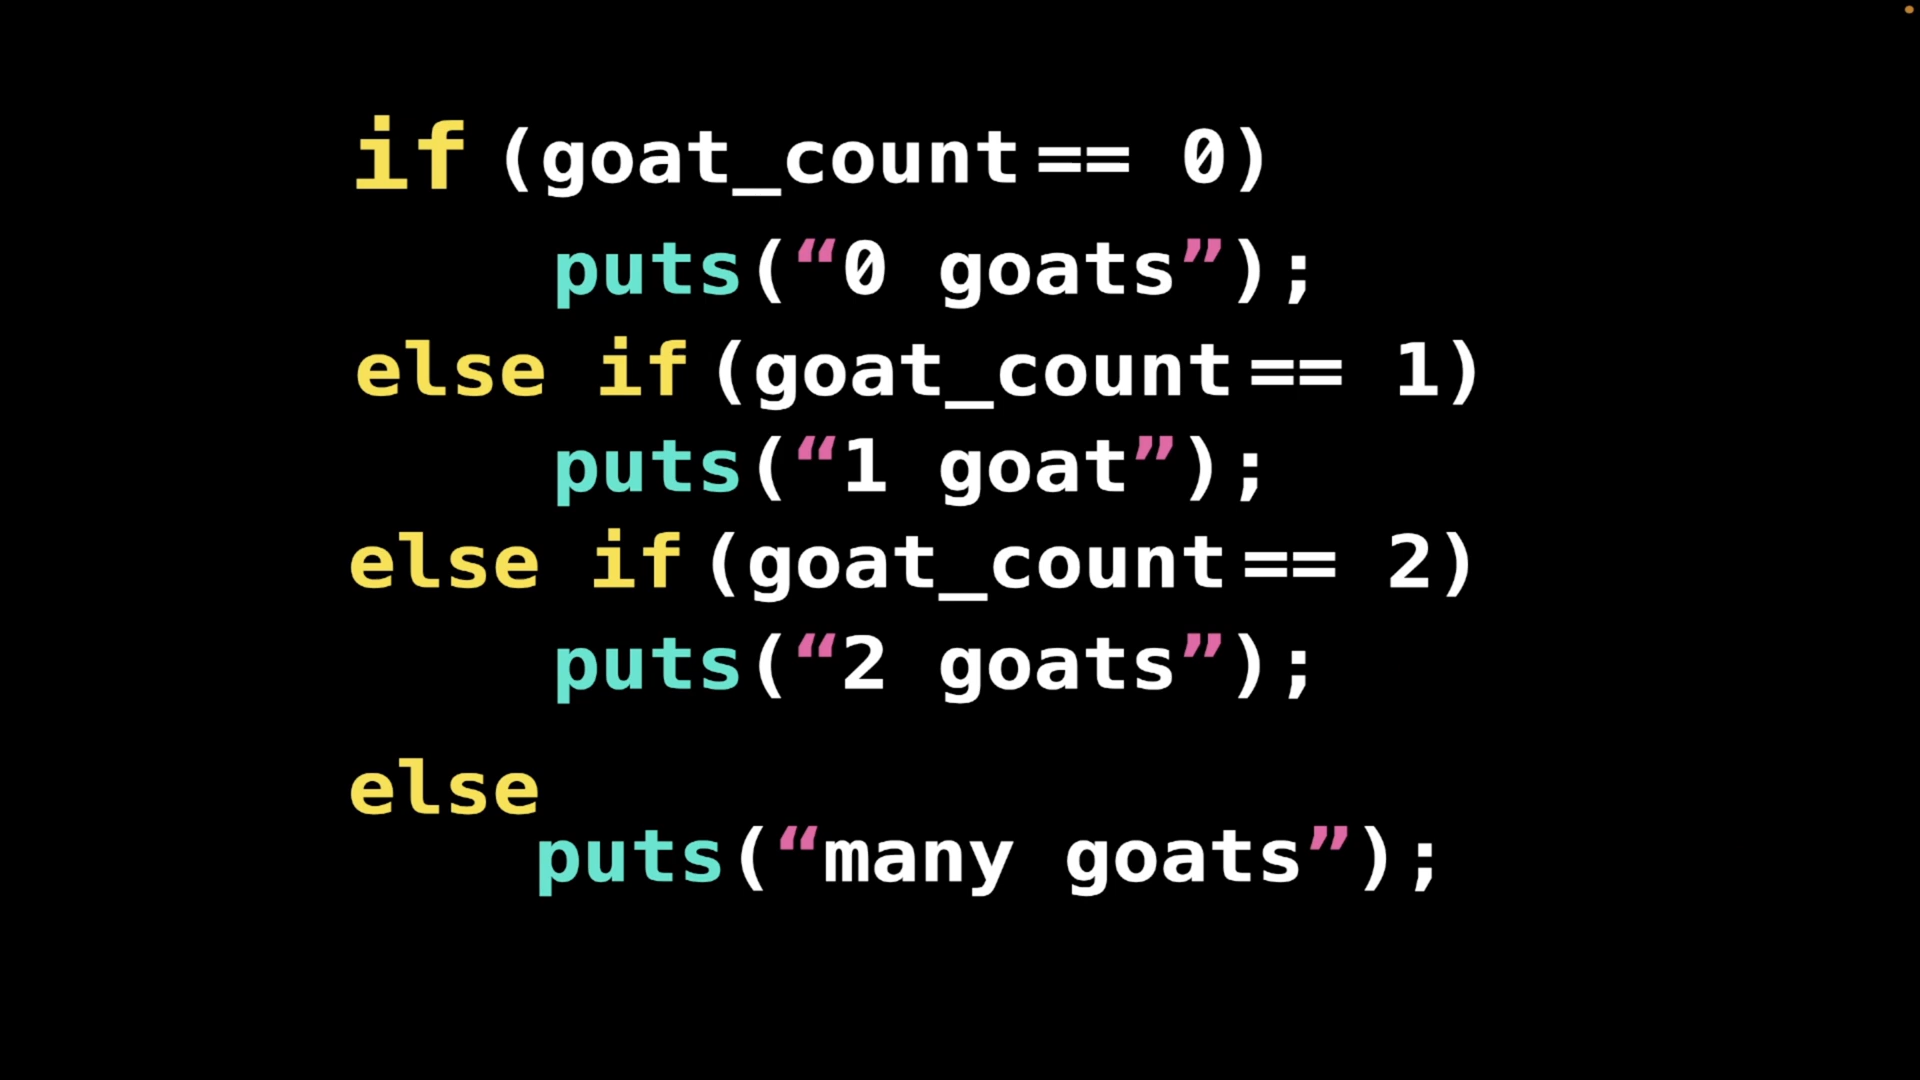 if (goat_count == 0)
puts(“0 goats”);
else if (goat_count == 1)
puts(“1 goat”);
else if (goat_count == 2)
puts(“2 goats”);
else
puts(“many goats”);